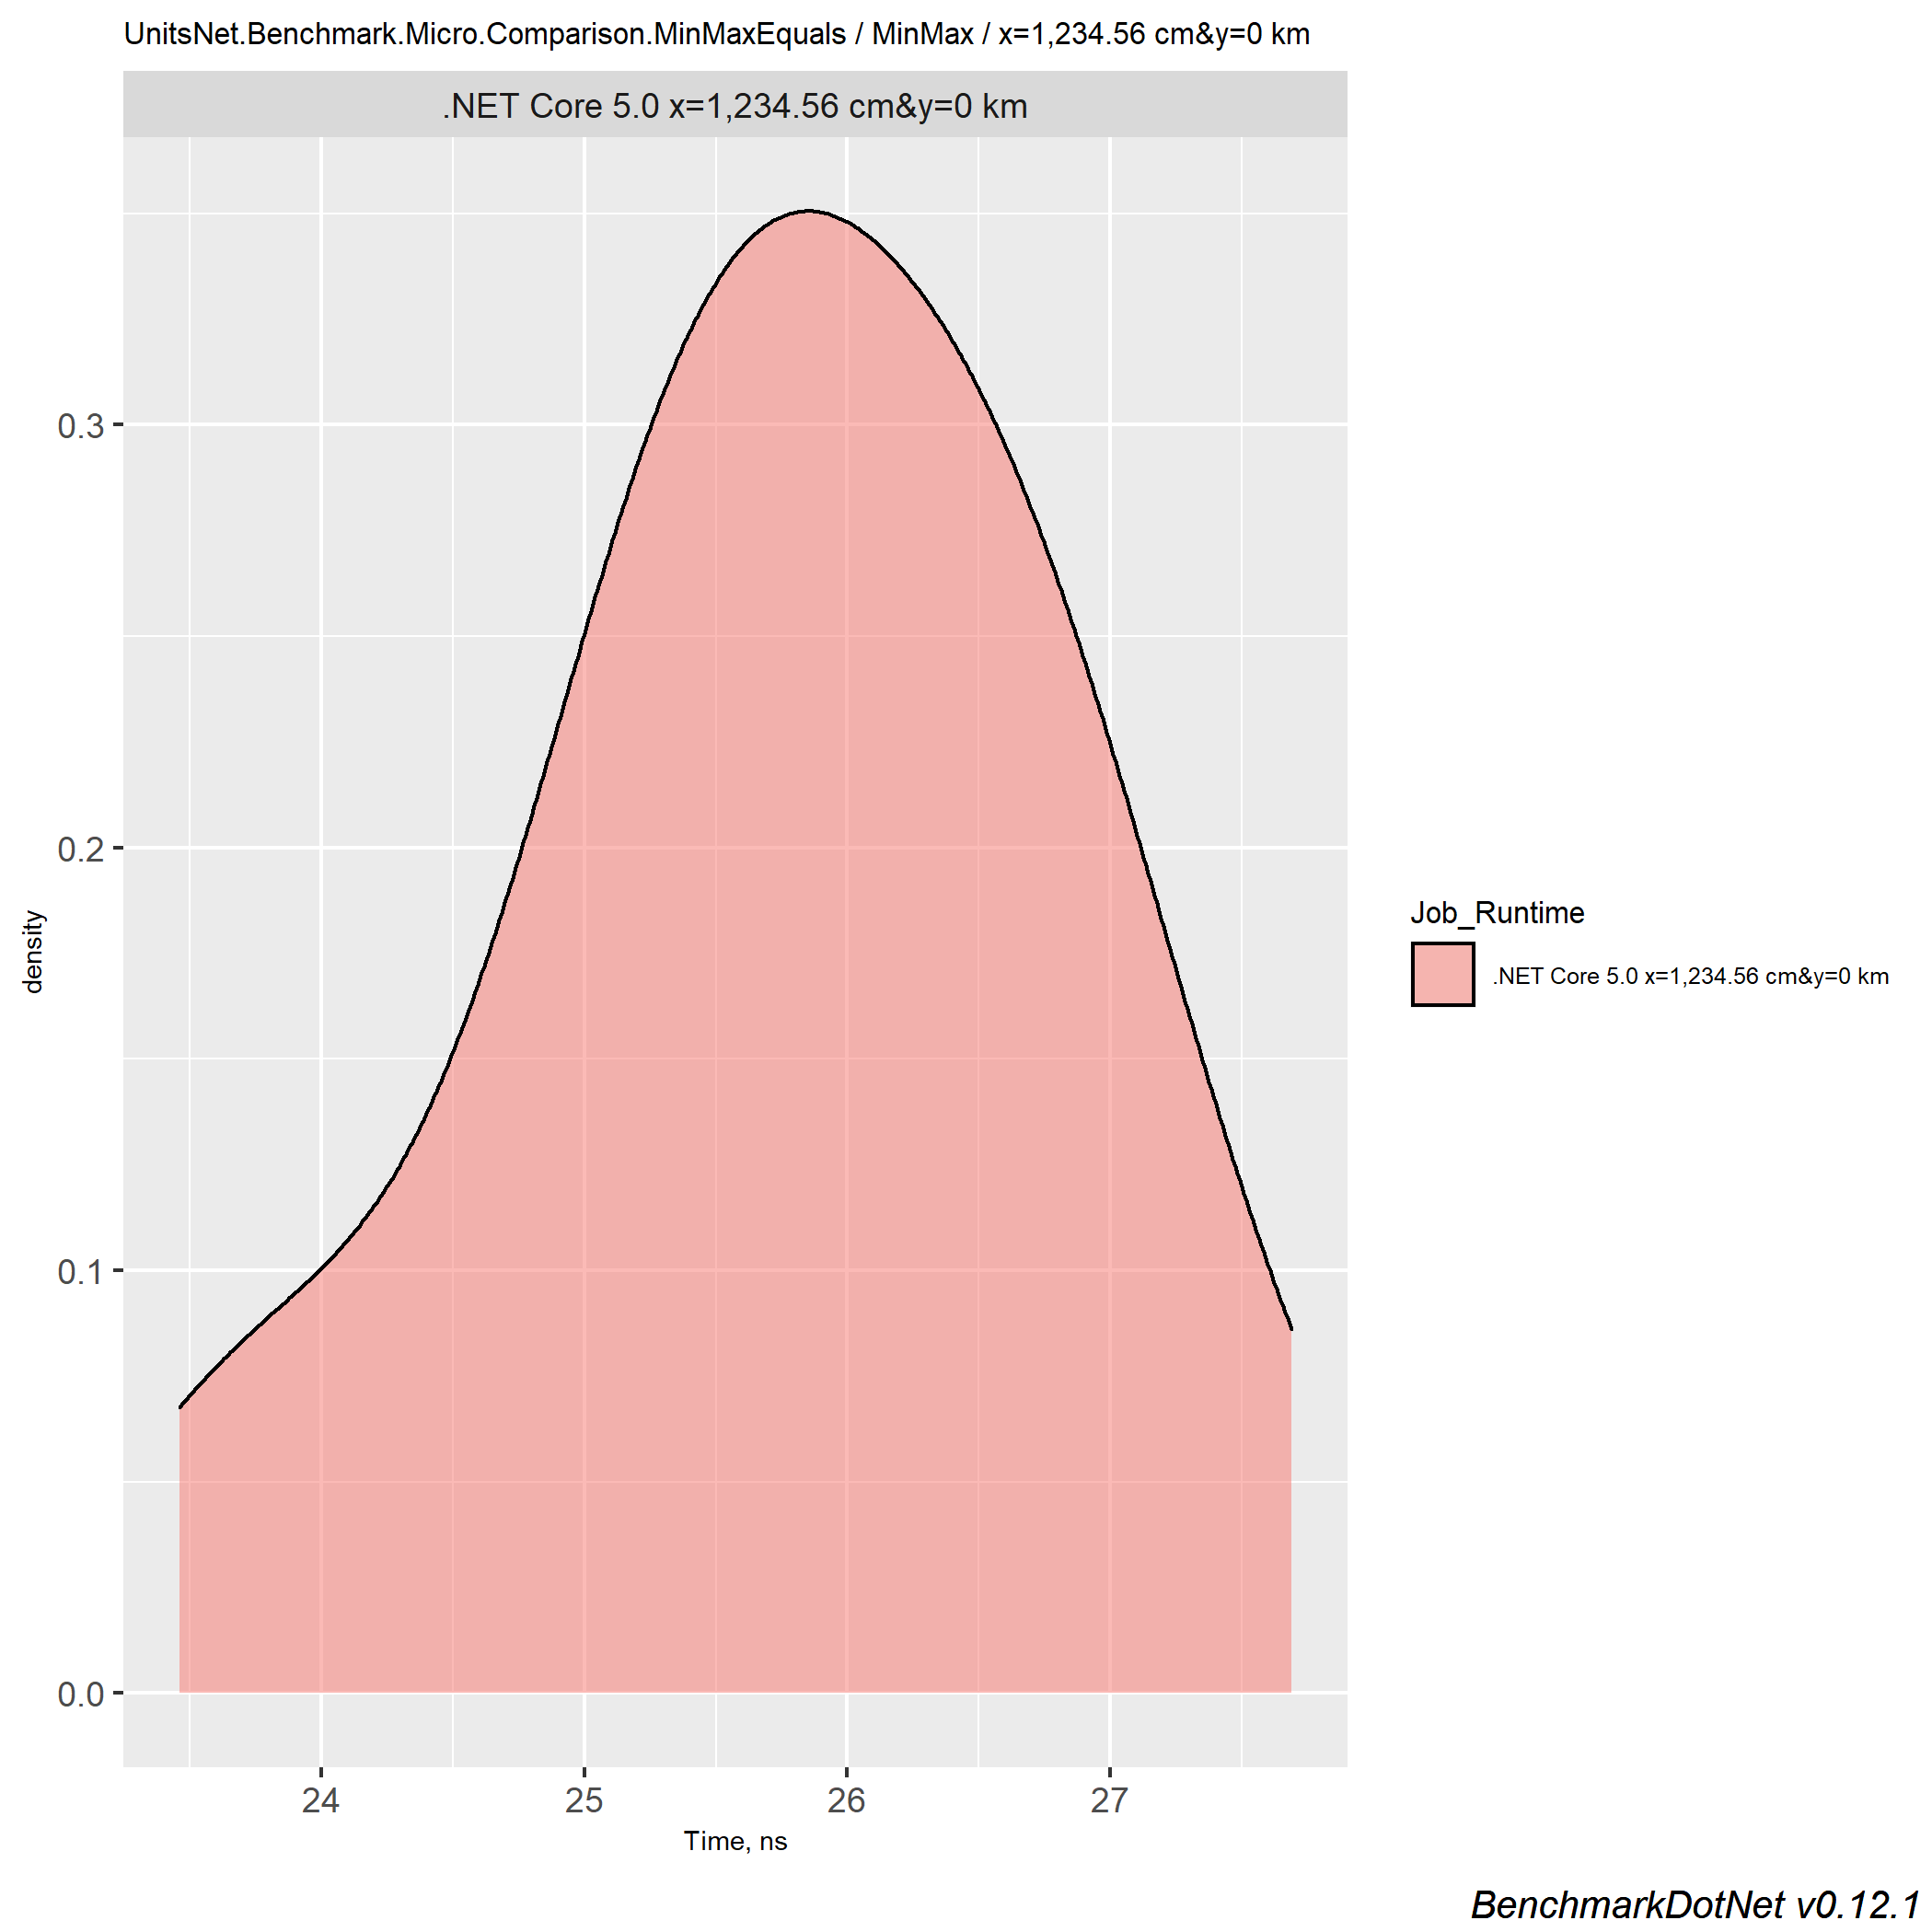 UnitsNet.Benchmark.Micro.Comparison.MinMaxEquals / MinMax / x=1,234.56 cm&y=0 km
.NET Core 5.0 x=1,234.56 cm&y=0 km
0.3
0.2
0.1
0.0
density
24 25 26 27
Time, ns
Job_Runtime
.NET Core 5.0 x=1,234.56 cm&y=0 km
BenchmarkDotNet v0.12.1